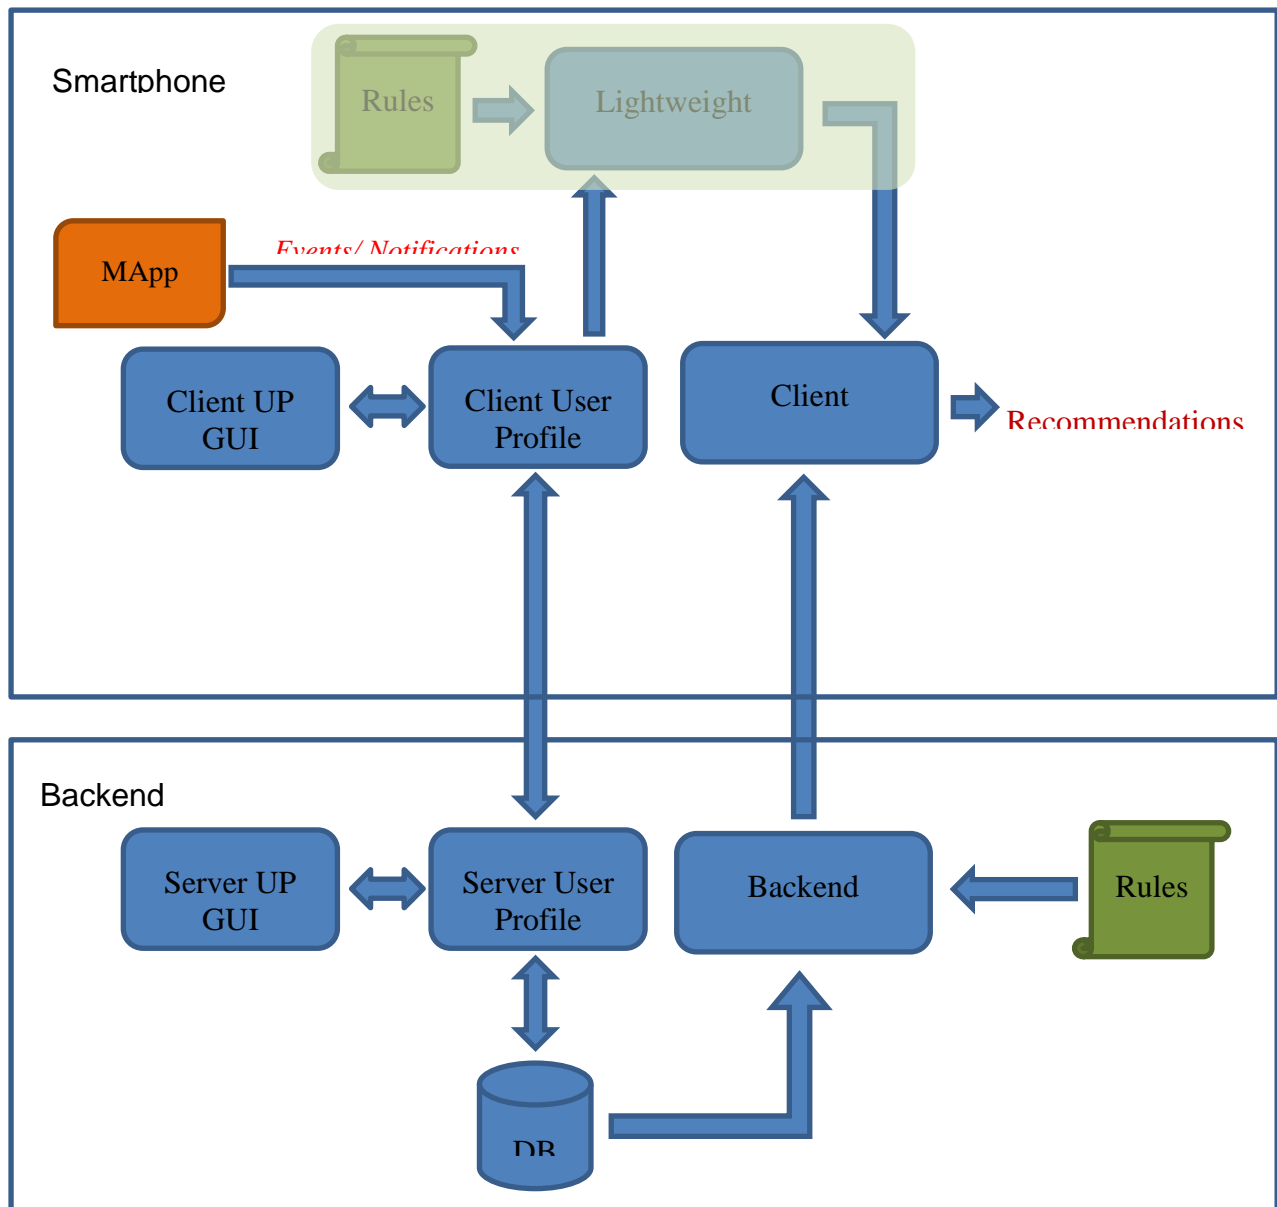 Smartphone
Rules
Lightweight
Events/ Notifications
MApp
Client UP
GUI
Client User
Profile
Client
Recommendations
Backend
Server UP
GUI
Server User
Profile
Backend
Rules
DB